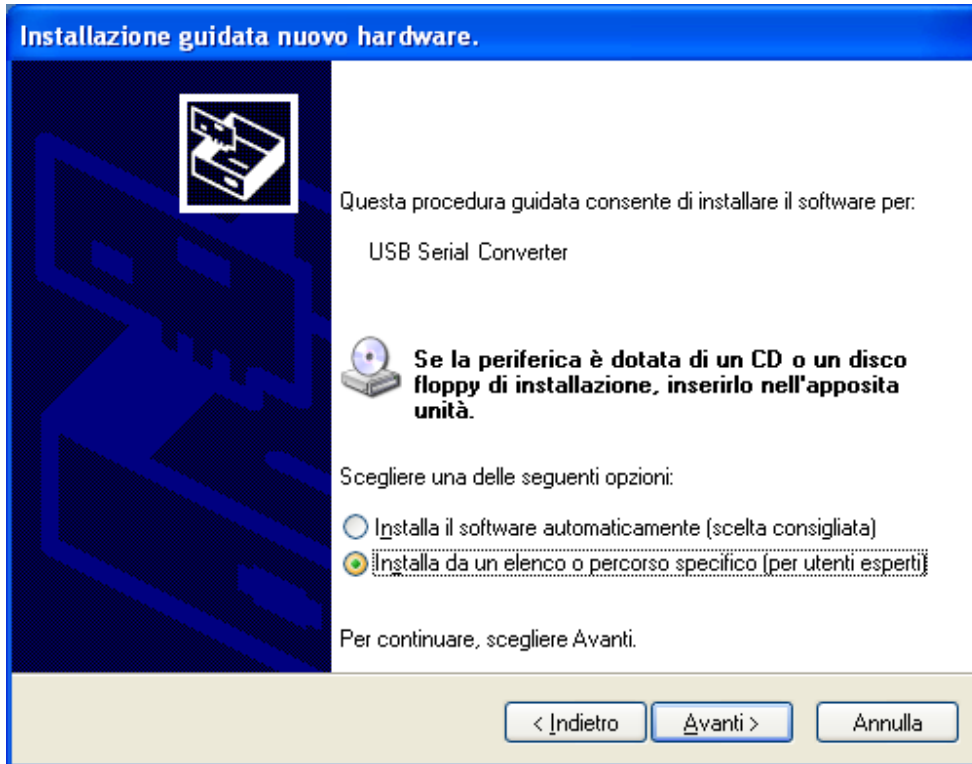 Installazione guidata nuovo hardware.
Questa procedura guidata consente di installare il software per:
USB Serial Converter
Se la periferica è dotata di un CD o un disco
floppy di installazione, inserirlo nell'apposita
unità.
Scegliere una delle seguenti opzioni:
Installa il software automaticamente (scelta consigliata)
Installa da un elenco o percorso specifico (per utenti esperti)
Per continuare, scegliere Avanti.
< Indietro Avanti > Annulla